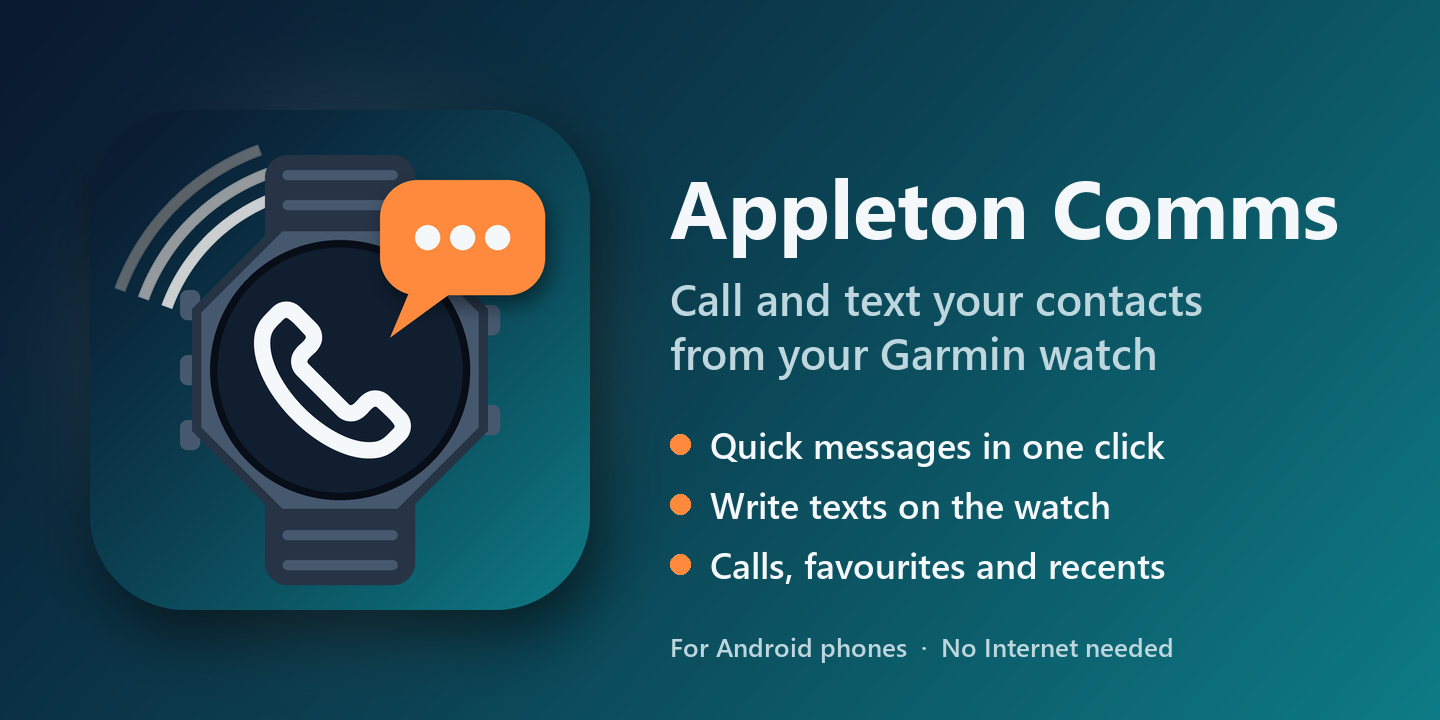 Appleton Comms
Call and text your contacts
from your Garmin watch
Quick messages in one click
Write texts on the watch
Calls, favourites and recents
For Android phones · No Internet needed